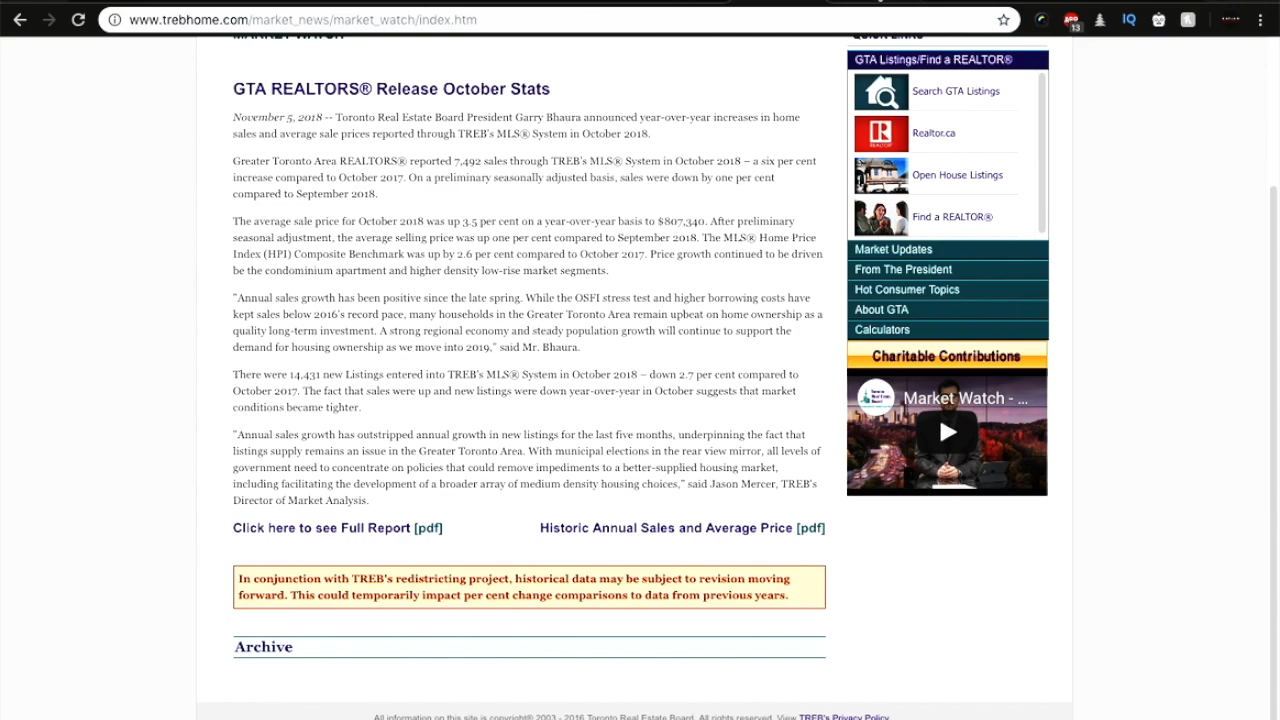 www.trebhome.com/market_news/market_watch/index.htm
13
IQ
MARKET WATCH
GTA REALTORS® Release October Stats
November 5, 2018 -- Toronto Real Estate Board President Garry Bhaura announced year-over-year increases in home
sales and average sale prices reported through TREB's MLS® System in October 2018.
Greater Toronto Area REALTORS® reported 7,492 sales through TREB's MLS® System in October 2018 – a six per cent
increase compared to October 2017. On a preliminary seasonally adjusted basis, sales were down by one per cent
compared to September 2018.
The average sale price for October 2018 was up 3.5 per cent on a year-over-year basis to $807,340. After preliminary
seasonal adjustment, the average selling price was up one per cent compared to September 2018. The MLS® Home Price
Index (HPI) Composite Benchmark was up by 2.6 per cent compared to October 2017. Price growth continued to be driven
be the condominium apartment and higher density low-rise market segments.
"Annual sales growth has been positive since the late spring. While the OSFI stress test and higher borrowing costs have
kept sales below 2016's record pace, many households in the Greater Toronto Area remain upbeat on home ownership as a
quality long-term investment. A strong regional economy and steady population growth will continue to support the
demand for housing ownership as we move into 2019," said Mr. Bhaura.
There were 14,431 new Listings entered into TREB's MLS® System in October 2018 – down 2.7 per cent compared to
October 2017. The fact that sales were up and new listings were down year-over-year in October suggests that market
conditions became tighter.
"Annual sales growth has outstripped annual growth in new listings for the last five months, underpinning the fact that
listings supply remains an issue in the Greater Toronto Area. With municipal elections in the rear view mirror, all levels of
government need to concentrate on policies that could remove impediments to a better-supplied housing market,
including facilitating the development of a broader array of medium density housing choices," said Jason Mercer, TREB's
Director of Market Analysis.
Click here to see Full Report [pdf]
Historic Annual Sales and Average Price [pdf]
In conjunction with TREB's redistricting project, historical data may be subject to revision moving
forward. This could temporarily impact per cent change comparisons to data from previous years.
Archive
QUICK LINKS
GTA Listings/Find a REALTOR®
Search GTA Listings
Realtor.ca
Open House Listings
Find a REALTOR®
Market Updates
From The President
Hot Consumer Topics
About GTA
Calculators
Charitable Contributions
Market Watch - ...
All information on this site is copyright® 2003 - 2016 Toronto Real Estate Board. All rights reserved. View TREB's Privacy Policy